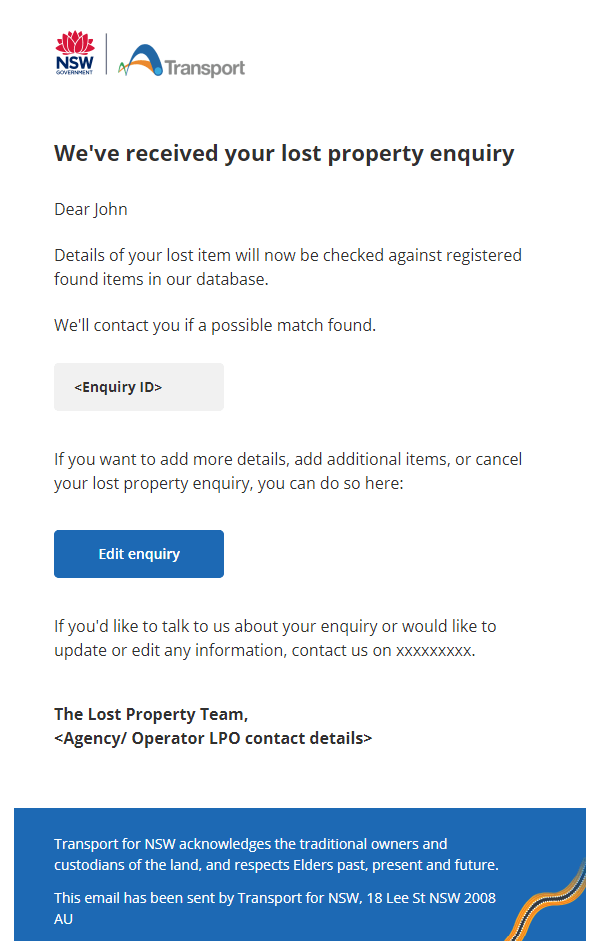 NSW
GOVERNMENT
Transport
We've received your lost property enquiry
Dear John
Details of your lost item will now be checked against registered
found items in our database.
We'll contact you if a possible match found.
<Enquiry ID>
If you want to add more details, add additional items, or cancel
your lost property enquiry, you can do so here:
Edit enquiry
If you'd like to talk to us about your enquiry or would like to
update or edit any information, contact us on xxxxxxxxx.
The Lost Property Team,
<Agency/ Operator LPO contact details>
Transport for NSW acknowledges the traditional owners and
custodians of the land, and respects Elders past, present and future.
This email has been sent by Transport for NSW, 18 Lee St NSW 2008
AU